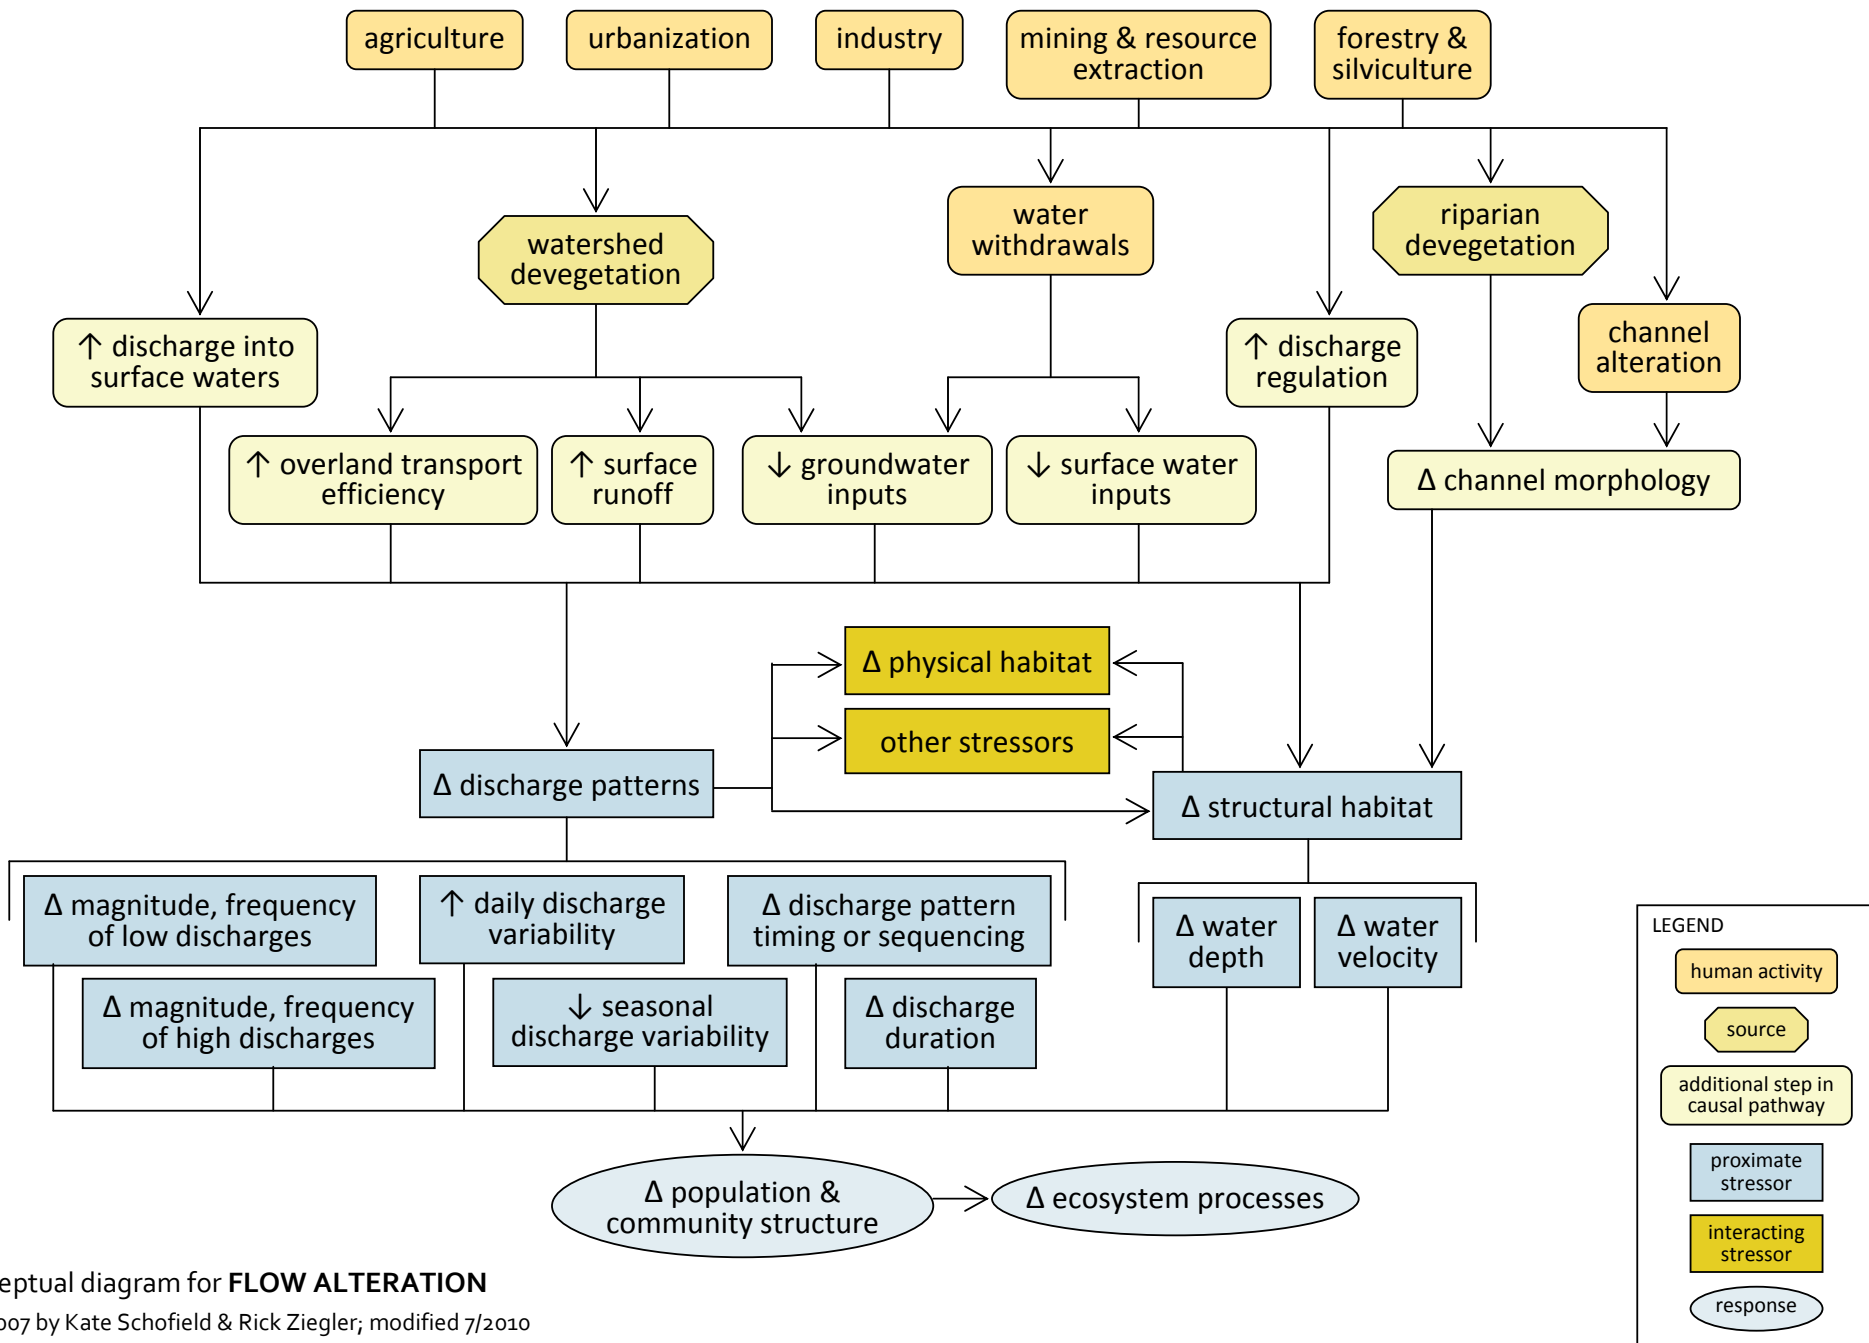 agriculture
urbanization
industry
mining & resource
extraction
forestry &
silviculture
water
withdrawals
riparian
devegetation
watershed
devegetation
↑ discharge into
surface waters
↑ discharge
regulation
channel
alteration
↑ overland transport
efficiency
↑ surface
runoff
↓ groundwater
inputs
↓ surface water
inputs
Δ channel morphology
Δ physical habitat
other stressors
Δ discharge patterns
Δ structural habitat
Δ magnitude, frequency
of low discharges
↑ daily discharge
variability
Δ discharge pattern
timing or sequencing
Δ water
depth
Δ water
velocity
Δ magnitude, frequency
of high discharges
↓ seasonal
discharge variability
Δ discharge
duration
Δ population &
community structure
Δ ecosystem processes
LEGEND
human activity
source
additional step in
causal pathway
proximate
stressor
interacting
stressor
response
eptual diagram for FLOW ALTERATION
007 by Kate Schofield & Rick Ziegler; modified 7/2010